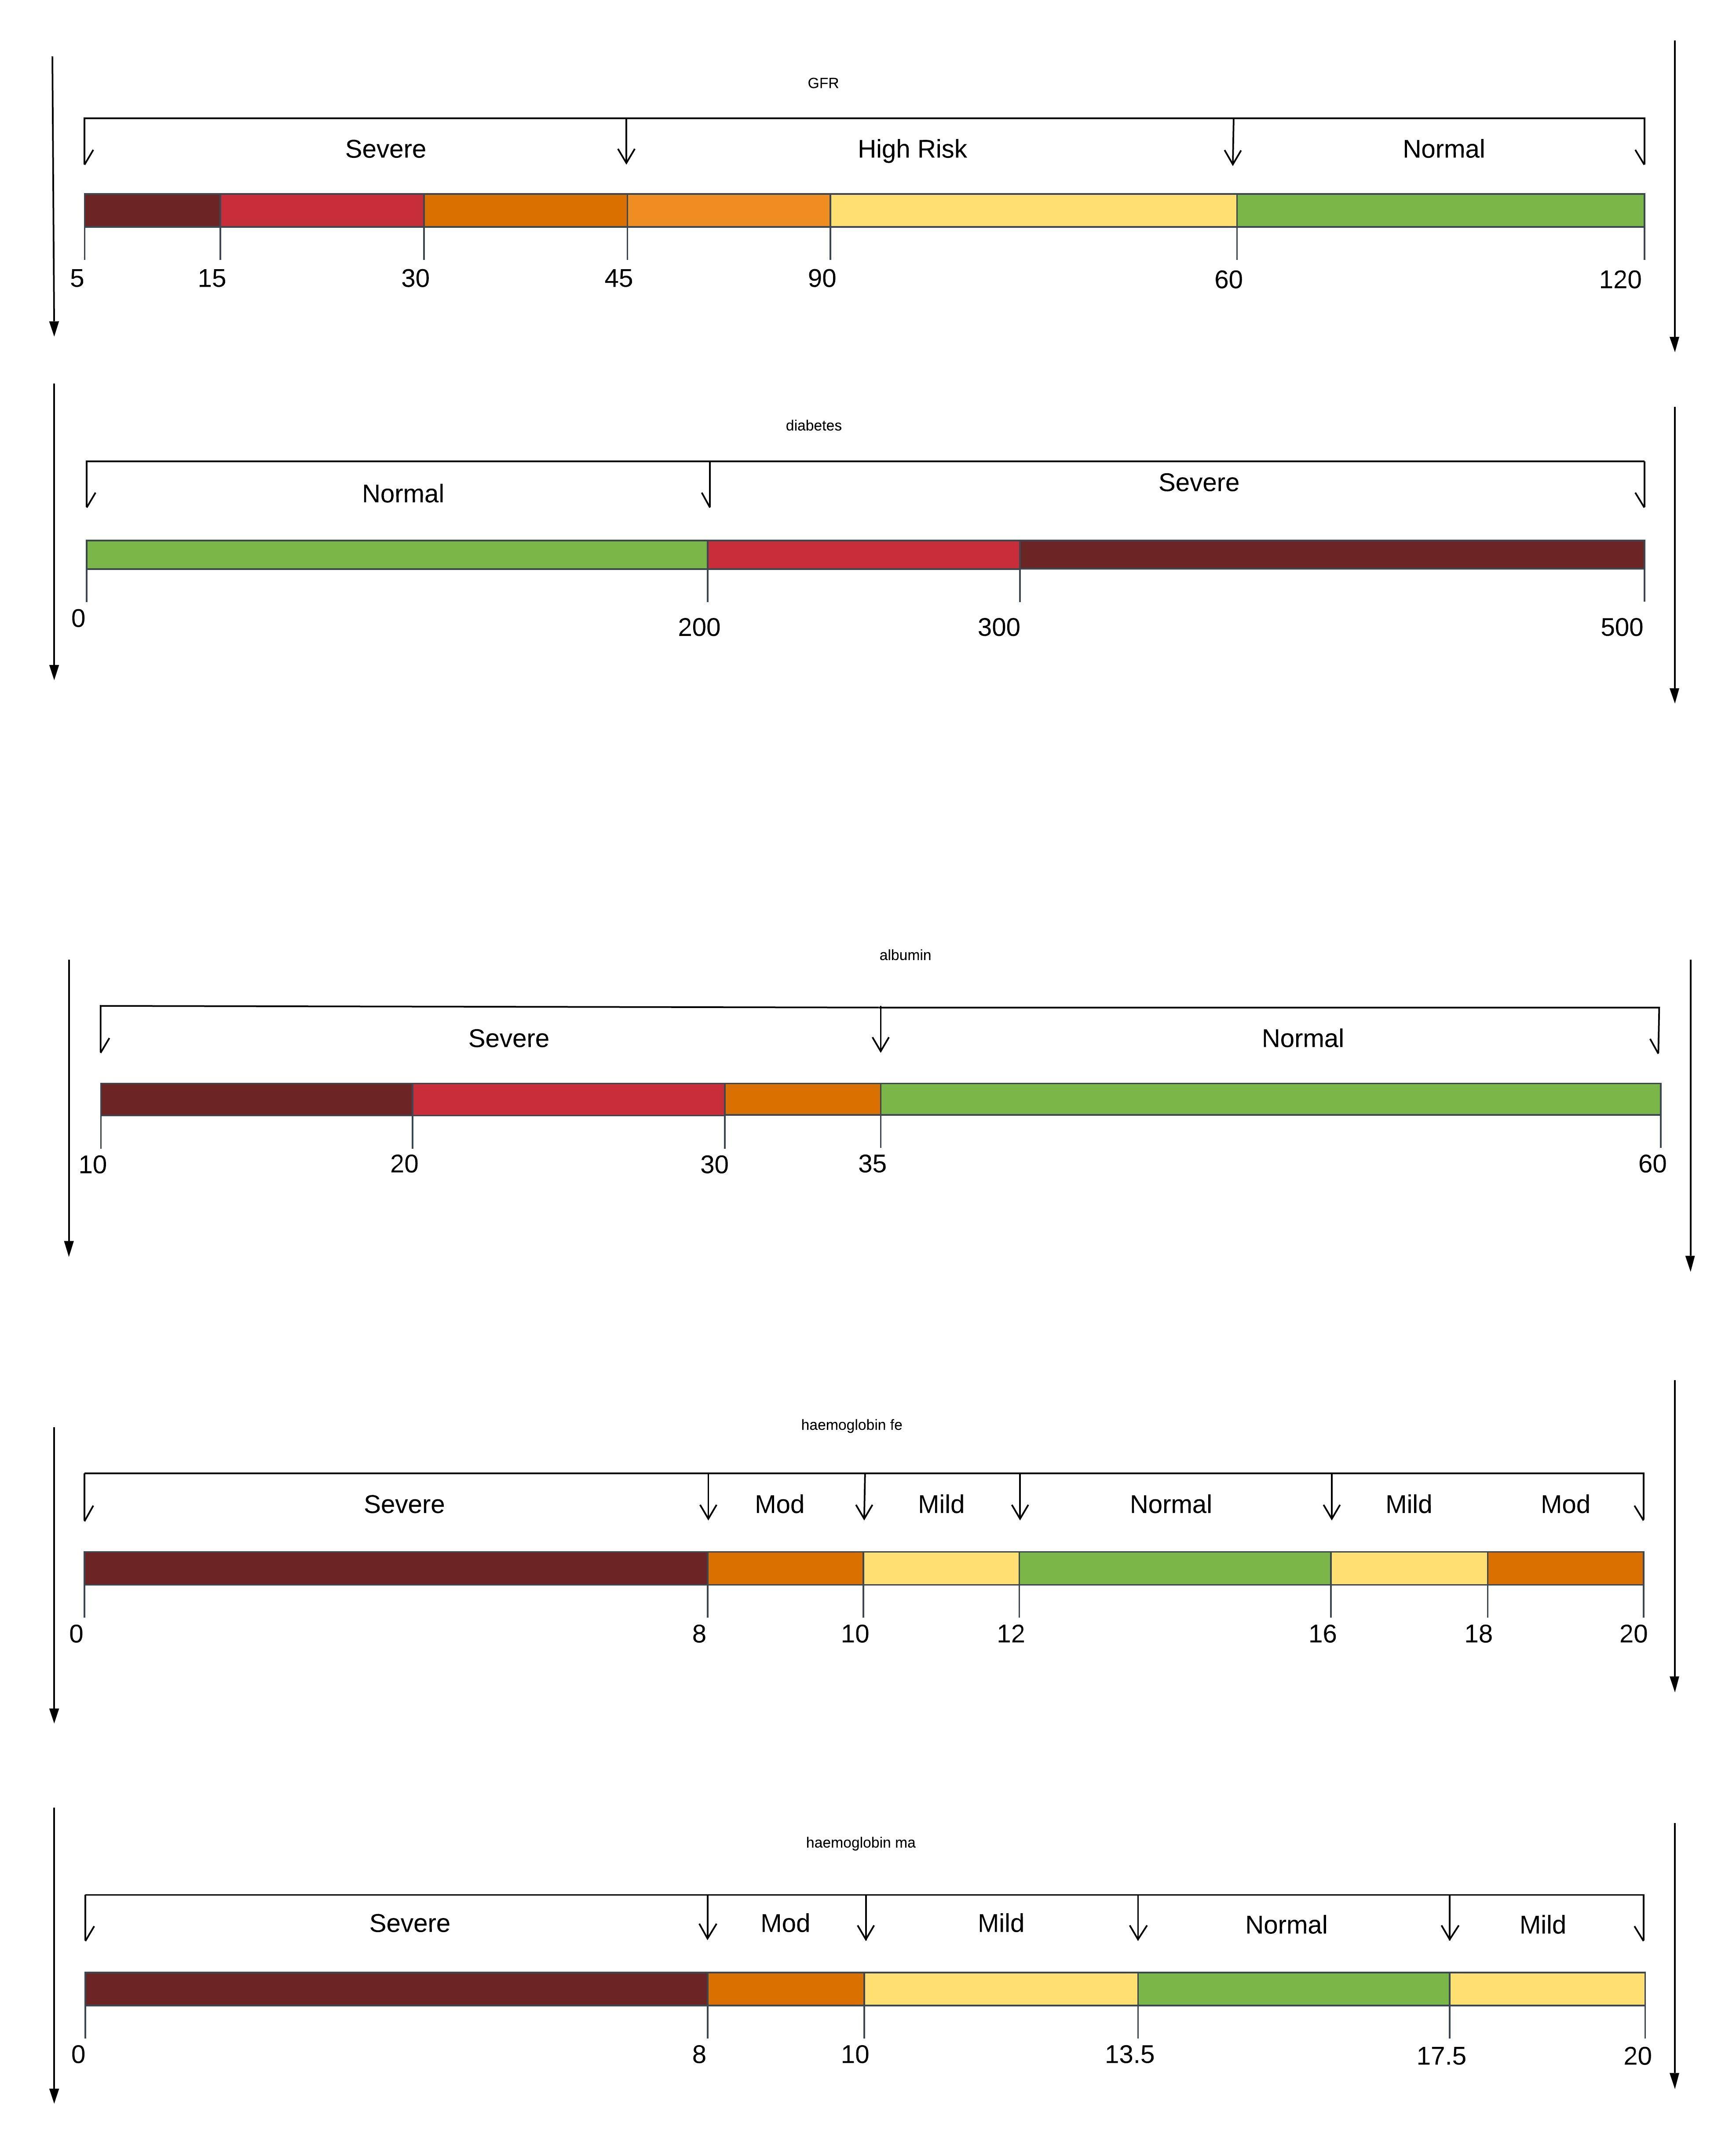 GFR
Severe High Risk Normal
5 15 30 45 90 60 120
diabetes
Normal Severe
0 200 300 500
albumin
Severe Normal
10 20 30 35 60
haemoglobin fe
Severe Mod Mild Normal Mild Mod
0 8 10 12 16 18 20
haemoglobin ma
Severe Mod Mild Normal Mild
0 8 10 13.5 17.5 20